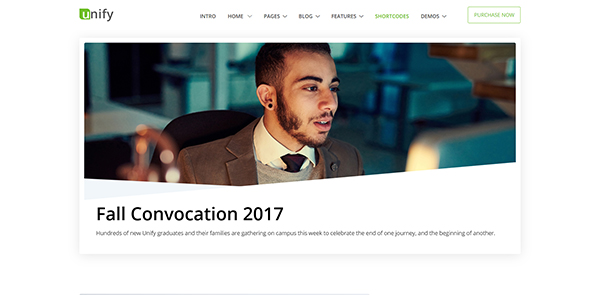 unify
INTRO HOME PAGES BLOG FEATURES SHORTCODES DEMOS PURCHASE NOW
Fall Convocation 2017
Hundreds of new Unify graduates and their families are gathering on campus this week to celebrate the end of one journey, and the beginning of another.